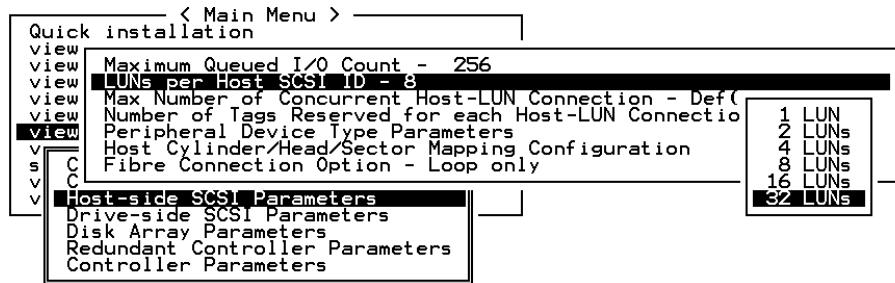 < Main Menu >
Quick installation
view
view
Maximum Queued I/O Count - 256
view
LUNs per Host SCSI ID - 8
view
Max Number of Concurrent Host-LUN Connection - Def(
view
Number of Tags Reserved for each Host-LUN Connectio
view
Peripheral Device Type Parameters
v
Host Cylinder/Head/Sector Mapping Configuration
s
C
Fibre Connection Option - Loop only
v
C
v
Host-side SCSI Parameters
Drive-side SCSI Parameters
Disk Array Parameters
Redundant Controller Parameters
Controller Parameters
1 LUN
2 LUNs
4 LUNs
8 LUNs
16 LUNs
32 LUNs